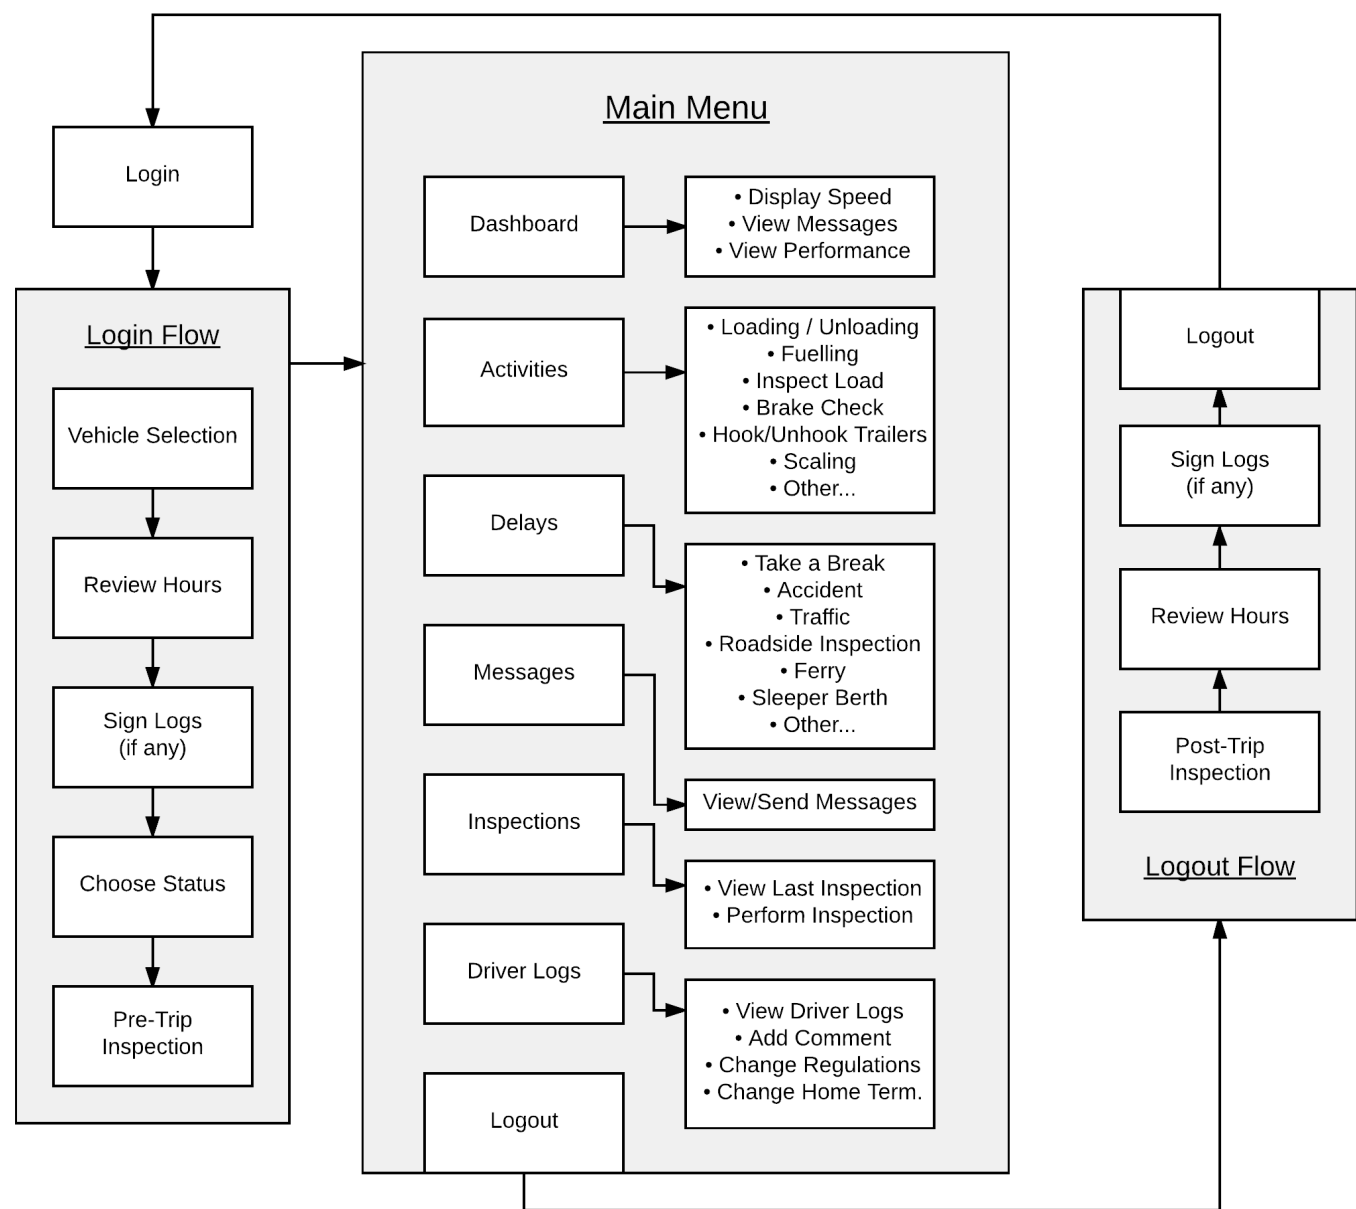 Login
Login Flow
Vehicle Selection
Review Hours
Sign Logs
(if any)
Choose Status
Pre-Trip
Inspection
Main Menu
Dashboard
• Display Speed
• View Messages
• View Performance
Activities
• Loading / Unloading
• Fuelling
• Inspect Load
• Brake Check
• Hook/Unhook Trailers
• Scaling
• Other...
Delays
• Take a Break
• Accident
• Traffic
• Roadside Inspection
• Ferry
• Sleeper Berth
• Other...
Messages
View/Send Messages
Inspections
• View Last Inspection
• Perform Inspection
Driver Logs
• View Driver Logs
• Add Comment
• Change Regulations
• Change Home Term.
Logout
Logout
Sign Logs
(if any)
Review Hours
Post-Trip
Inspection
Logout Flow